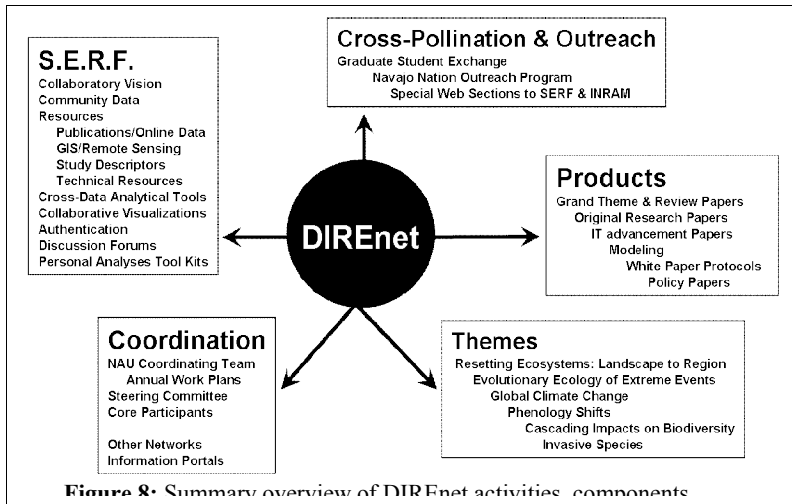 S.E.R.F.
Collaboratory Vision
Community Data
Resources
Publications/Online Data
GIS/Remote Sensing
Study Descriptors
Technical Resources
Cross-Data Analytical Tools
Collaborative Visualizations
Authentication
Discussion Forums
Personal Analyses Tool Kits
Cross-Pollination & Outreach
Graduate Student Exchange
Navajo Nation Outreach Program
Special Web Sections to SERF & INRAM
DIREnet
Products
Grand Theme & Review Papers
Original Research Papers
IT advancement Papers
Modeling
White Paper Protocols
Policy Papers
Coordination
NAU Coordinating Team
Annual Work Plans
Steering Committee
Core Participants
Other Networks
Information Portals
Themes
Resetting Ecosystems: Landscape to Region
Evolutionary Ecology of Extreme Events
Global Climate Change
Phenology Shifts
Cascading Impacts on Biodiversity
Invasive Species
Figure 8: Summary overview of DIREnet activities, components